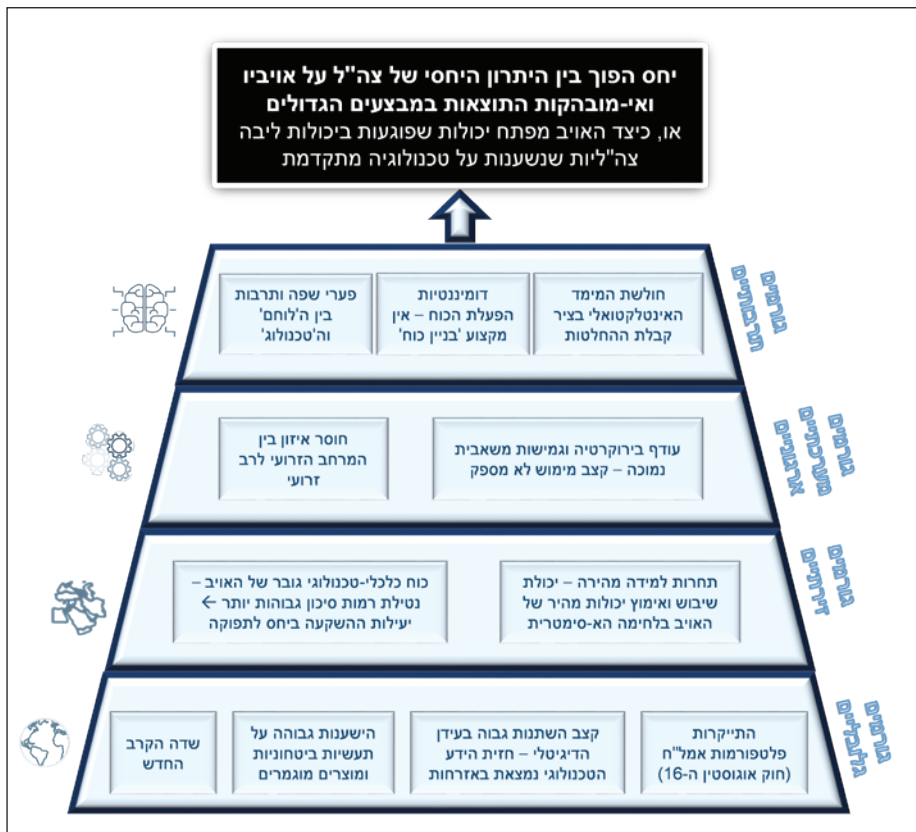 יחס הפוך בין היתרון היחסי של צה"ל על אויביו
ואי-מובהקות התוצאות במבצעים הגדולים
או, כיצד האויב מפתח יכולות שפוגעות ביכולות ליבה
צה"ליות שנשענות על טכנולוגיה מתקדמת
גורמים
תרבותיים
חולשת המימד
האינטלקטואלי בציר
קבלת ההחלטות
דומיננטיות
הפעלת הכוח – אין
מקצוע 'בניין כוח'
פערי שפה ותרבות
בין ה'לוחם'
וה'טכנולוג'
גורמים
מערכתיים
ארגוניים
עודף בירוקרטיה וגמישות משאבית
נמוכה – קצב מימוש לא מספק
חוסר איזון בין
המרחב הזרועי לרב
זרועי
גורמים
זירתיים
תחרות למידה מהירה – יכולת
שיבוש ואימוץ יכולות מהיר של
האויב בלחימה הא-סימטרית
כוח כלכלי-טכנולוגי גובר של האויב –
נטילת רמות סיכון גבוהות יותר ←
יעילות ההשקעה ביחס לתפוקה
גורמים
גלובליים
התייקרות
פלטפורמות אמל"ח
(חוק אוגוסטין ה-16)
קצב השתנות גבוה בעידן
הדיגיטלי – חזית הידע
הטכנולוגי נמצאת באזרחות
הישענות גבוהה על
תעשיות ביטחוניות
ומוצרים מוגמרים
שדה הקרב
החדש